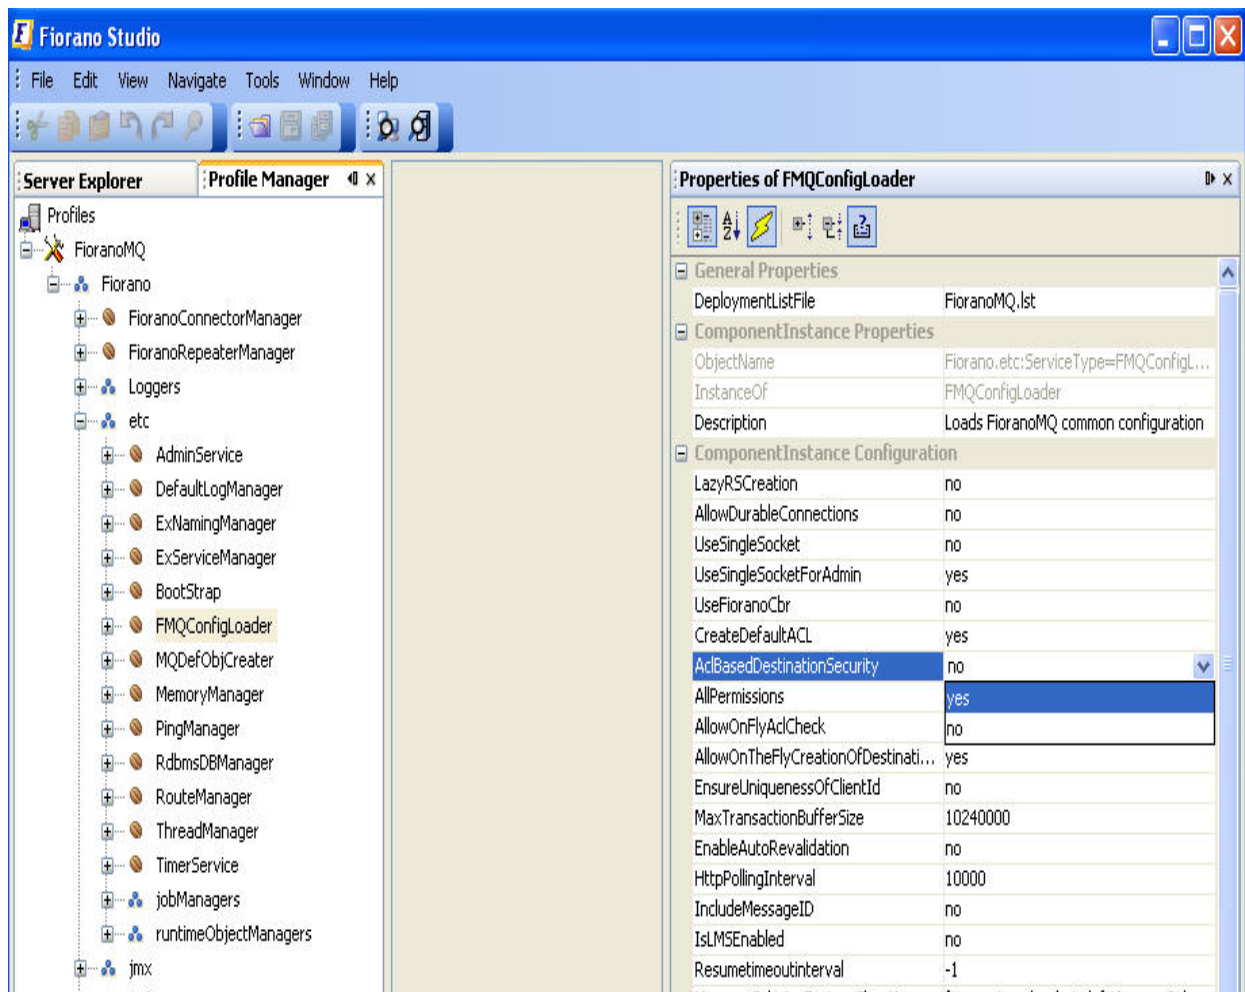 Fiorano Studio
File Edit View Navigate Tools Window Help
Server Explorer
Profile Manager
Profiles
FioranoMQ
Fiorano
FioranoConnectorManager
FioranoRepeaterManager
Loggers
etc
AdminService
DefaultLogManager
ExNamingManager
ExServiceManager
BootStrap
FMQConfigLoader
MQDefObjCreater
MemoryManager
PingManager
RdbmsDBManager
RouteManager
ThreadManager
TimerService
jobManagers
runtimeObjectManagers
jmx
Properties of FMQConfigLoader
General Properties
DeploymentListFile FioranoMQ.lst
ComponentInstance Properties
ObjectName Fiorano.etc:ServiceType=FMQConfigL...
InstanceOf FMQConfigLoader
Description Loads FioranoMQ common configuration
ComponentInstance Configuration
LazyRSCreation no
AllowDurableConnections no
UseSingleSocket no
UseSingleSocketForAdmin yes
UseFioranoCbr no
CreateDefaultACL yes
AclBasedDestinationSecurity no
AllPermissions yes
AllowOnFlyAclCheck no
AllowOnTheFlyCreationOfDestinati... yes
EnsureUniquenessOfClientId no
MaxTransactionBufferSize 10240000
EnableAutoRevalidation no
HttpPollingInterval 10000
IncludeMessageID no
IsLMSEnabled no
Resumetimeoutinterval -1